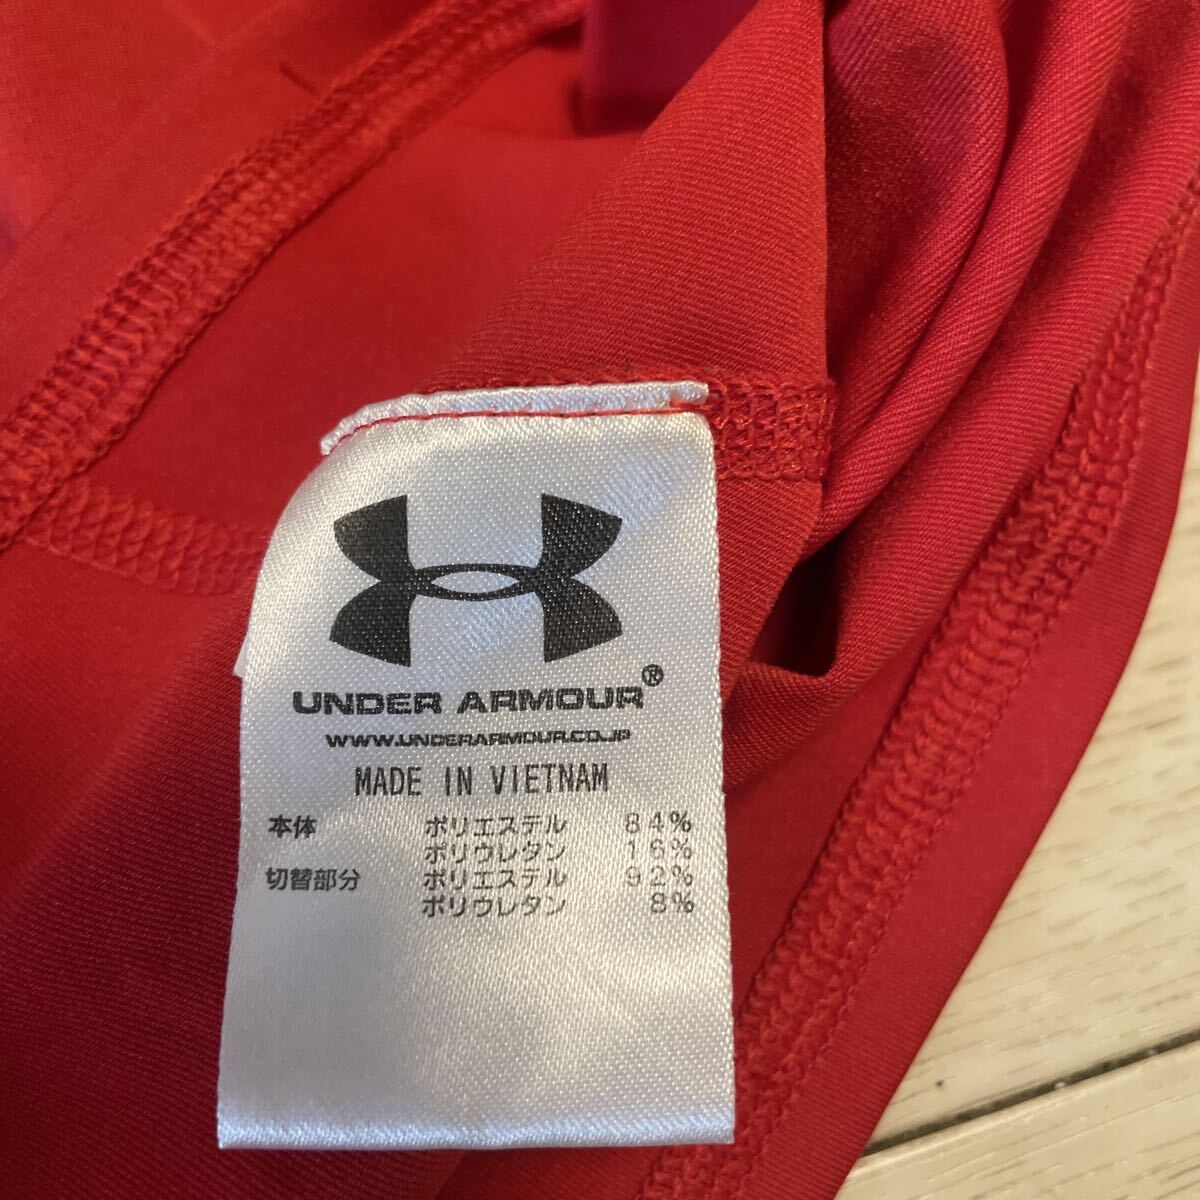 UNDER ARMOUR®
WWW.UNDERARMOUR.CO.JP
MADE IN VIETNAM
本体 ポリエステル 84%
ポリウレタン 16%
切替部分 ポリエステル 92%
ポリウレタン 8%